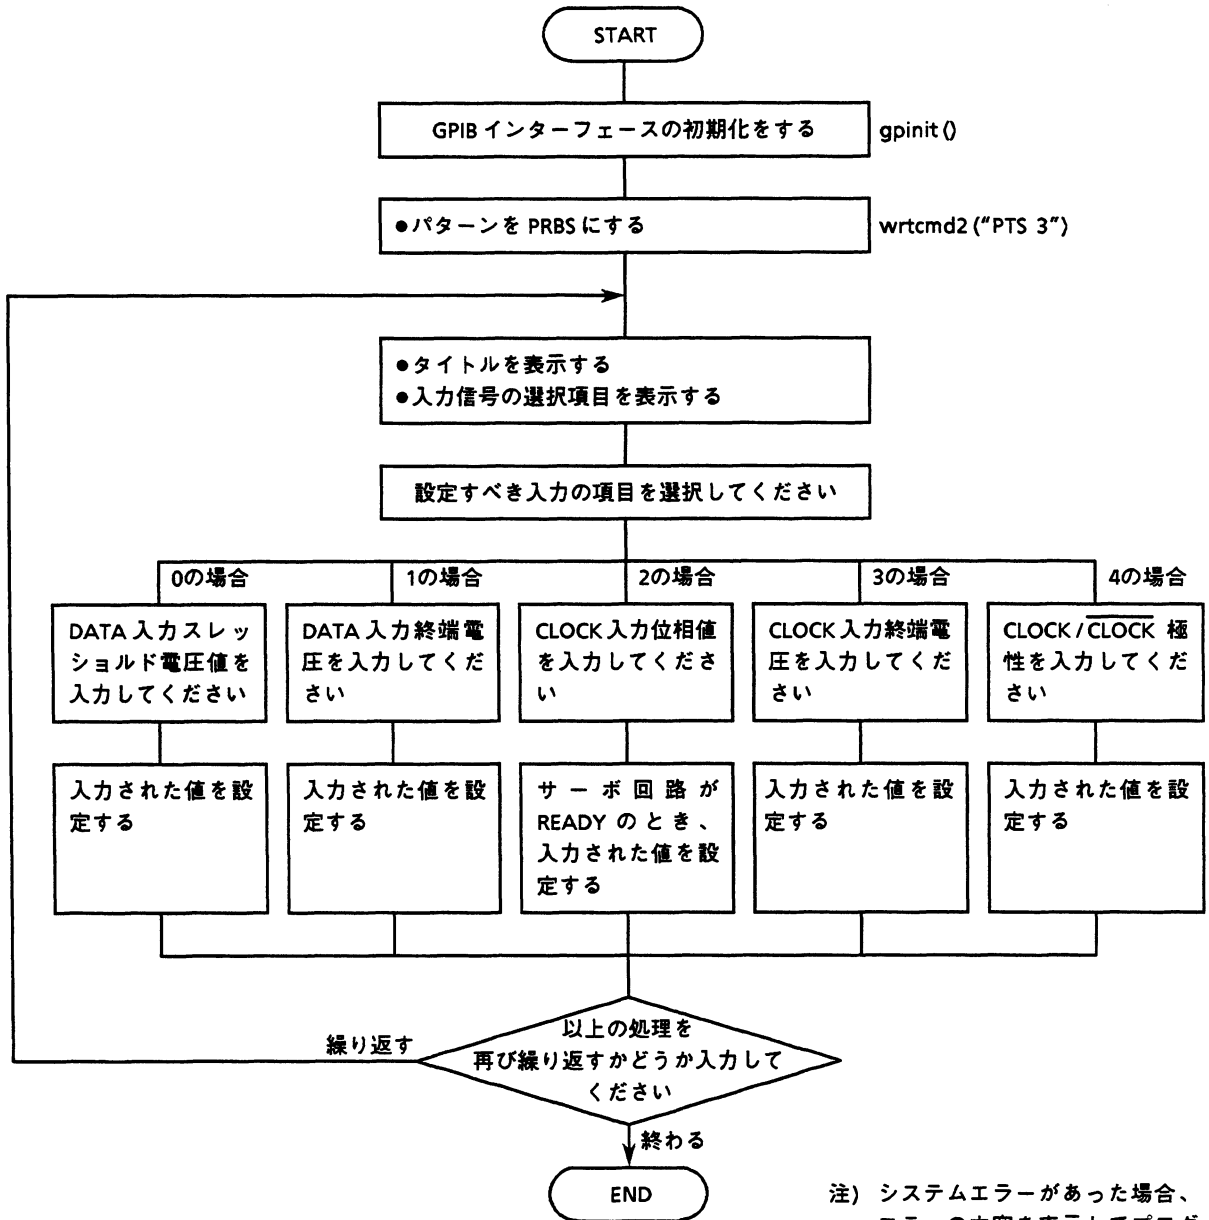 START
GPIB インターフェースの初期化をする
gpinit()
●パターンを PRBS にする
wrtcmd2 (“PTS 3”)
●タイトルを表示する
●入力信号の選択項目を表示する
設定すべき入力の項目を選択してください
0の場合
1の場合
2の場合
3の場合
4の場合
DATA 入力スレッ
ショルド電圧値を
入力してください
DATA 入力終端電
圧を入力してくだ
さい
CLOCK 入力位相値
を入力してくださ
い
CLOCK 入力終端電
圧を入力してくだ
さい
CLOCK / C̅L̅O̅C̅K̅ 極
性を入力してくだ
さい
入力された値を設
定する
入力された値を設
定する
サーボ回路が
READY のとき、
入力された値を設
定する
入力された値を設
定する
入力された値を設
定する
以上の処理を
再び繰り返すかどうか入力して
ください
繰り返す
終わる
END
注) システムエラーがあった場合、